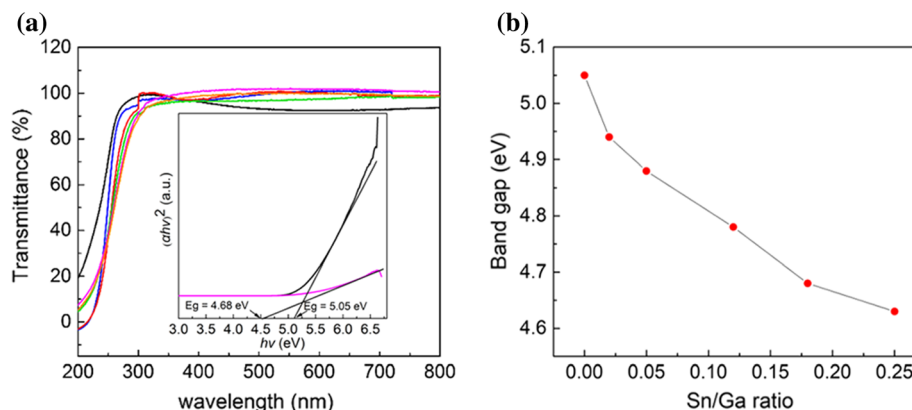 (a)
120
100
80
60
40
20
0
Transmittance (%)
200 300 400 500 600 700 800
wavelength (nm)
(αhν)2 (a.u.)
Eg = 4.68 eV
Eg = 5.05 eV
3.0 3.5 4.0 4.5 5.0 5.5 6.0 6.5
hν (eV)
(b)
5.1
5.0
4.9
4.8
4.7
4.6
Band gap (eV)
0.00 0.05 0.10 0.15 0.20 0.25
Sn/Ga ratio